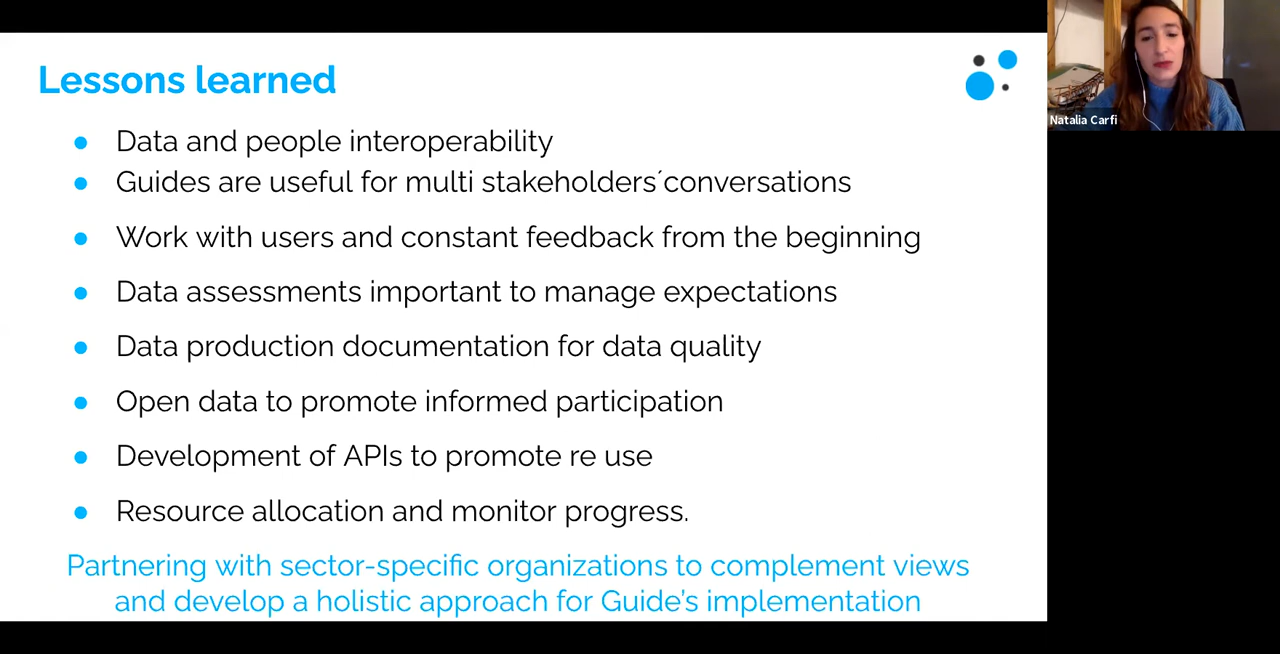 Lessons learned
Data and people interoperability
Guides are useful for multi stakeholders´conversations
Work with users and constant feedback from the beginning
Data assessments important to manage expectations
Data production documentation for data quality
Open data to promote informed participation
Development of APIs to promote re use
Resource allocation and monitor progress.
Partnering with sector-specific organizations to complement views
and develop a holistic approach for Guide's implementation
Natalia Carfi